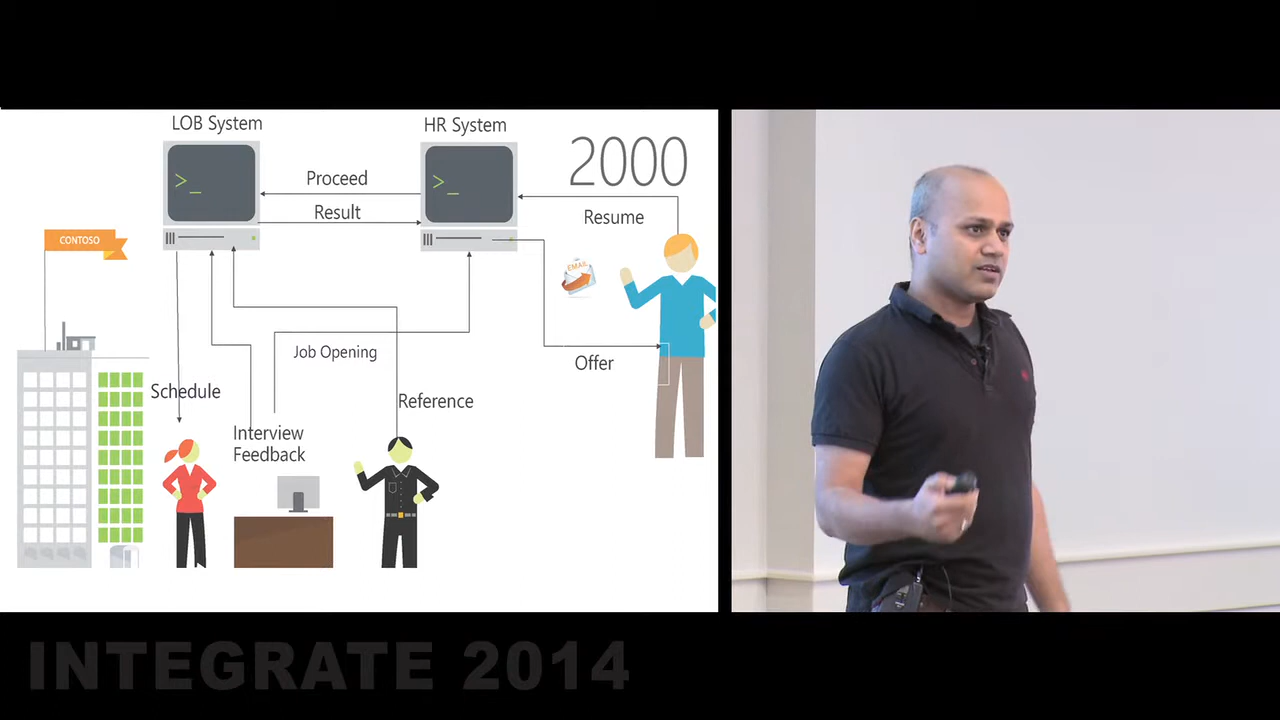 LOB System
HR System
2000
Proceed
Result
Resume
CONTOSO
>_
>_
EMAIL
Job Opening
Offer
Schedule
Reference
Interview
Feedback
INTEGRATE 2014